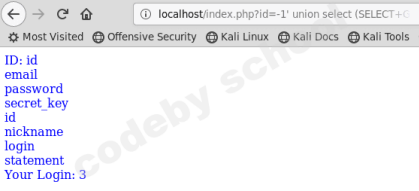 localhost/index.php?id=-1' union select (SELECT+G
Most Visited Offensive Security Kali Linux Kali Docs Kali Tools
ID: id
email
password
secret_key
id
nickname
login
statement
Your Login: 3
codeby school